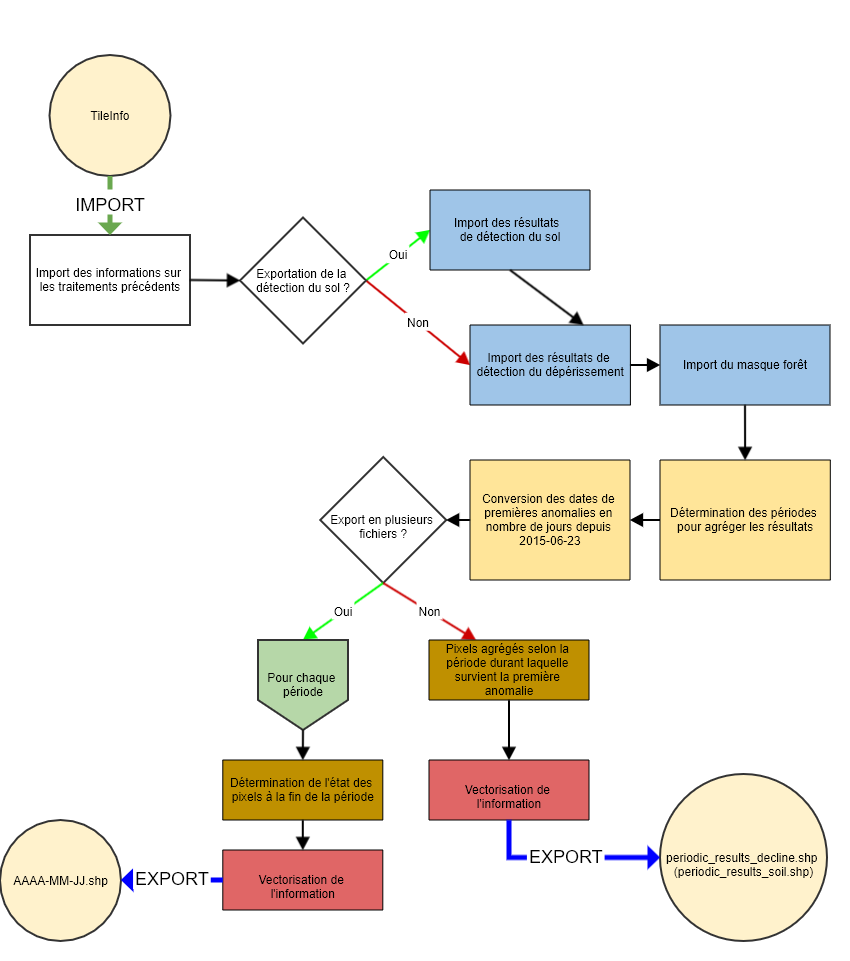 TileInfo
IMPORT
Import des informations sur
les traitements précédents
Exportation de la
détection du sol ?
Oui
Non
Import des résultats
de détection du sol
Import des résultats de
détection du dépérissement
Import du masque forêt
Détermination des périodes
pour agréger les résultats
Conversion des dates de
premières anomalies en
nombre de jours depuis
2015-06-23
Export en plusieurs
fichiers ?
Oui
Non
Pour chaque
période
Pixels agrégés selon la
période durant laquelle
survient la première
anomalie
Détermination de l'état des
pixels à la fin de la période
Vectorisation de
l'information
Vectorisation de
l'information
EXPORT
AAAA-MM-JJ.shp
EXPORT
periodic_results_decline.shp
(periodic_results_soil.shp)